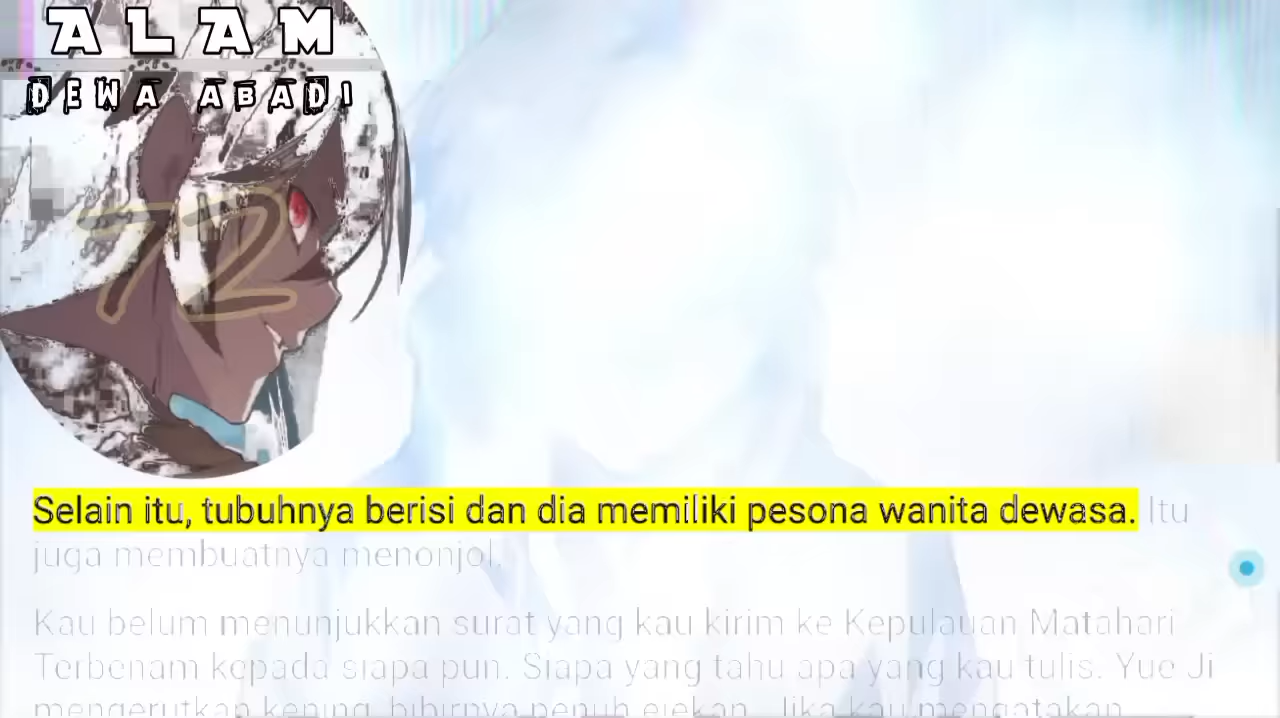 ALAM
DEWA ABADI
72
Selain itu, tubuhnya berisi dan dia memiliki pesona wanita dewasa. Itu
juga membuatnya menonjol.
Kau belum menunjukkan surat yang kau kirim ke Kepulauan Matahari
Terbenam kepada siapa pun. Siapa yang tahu apa yang kau tulis. Yue Ji
mengerutkan kening, bibirnya penuh ejekan. Jika kau mengatakan